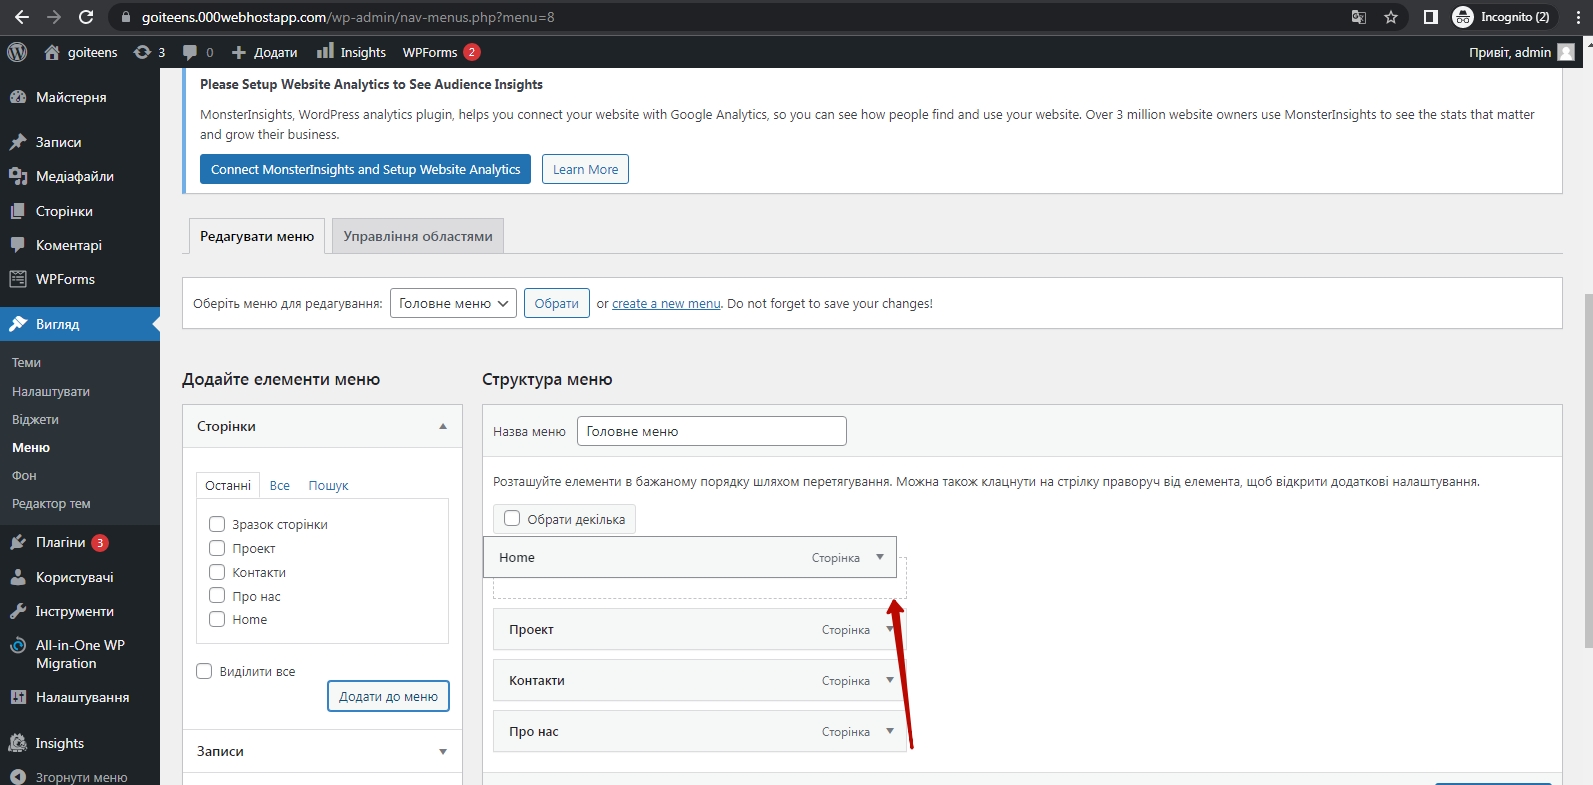 goiteens.000webhostapp.com/wp-admin/nav-menus.php?menu=8
Incognito (2)
goiteens
3
0
Додати
Insights
WPForms 2
Привіт, admin
Майстерня
Записи
Медіафайли
Сторінки
Коментарі
WPForms
Вигляд
Теми
Налаштувати
Віджети
Меню
Фон
Редактор тем
Плагіни 3
Користувачі
Інструменти
All-in-One WP
Migration
Налаштування
Insights
Згорнути меню
Please Setup Website Analytics to See Audience Insights
MonsterInsights, WordPress analytics plugin, helps you connect your website with Google Analytics, so you can see how people find and use your website. Over 3 million website owners use MonsterInsights to see the stats that matter
and grow their business.
Connect MonsterInsights and Setup Website Analytics
Learn More
Редагувати меню
Управління областями
Оберіть меню для редагування: Головне меню Обрати or create a new menu. Do not forget to save your changes!
Додайте елементи меню
Сторінки
Останні Все Пошук
Зразок сторінки
Проект
Контакти
Про нас
Home
Виділити все
Додати до меню
Записи
Структура меню
Назва меню Головне меню
Розташуйте елементи в бажаному порядку шляхом перетягування. Можна також клацнути на стрілку праворуч від елемента, щоб відкрити додаткові налаштування.
Обрати декілька
Home Сторінка
Проект Сторінка
Контакти Сторінка
Про нас Сторінка